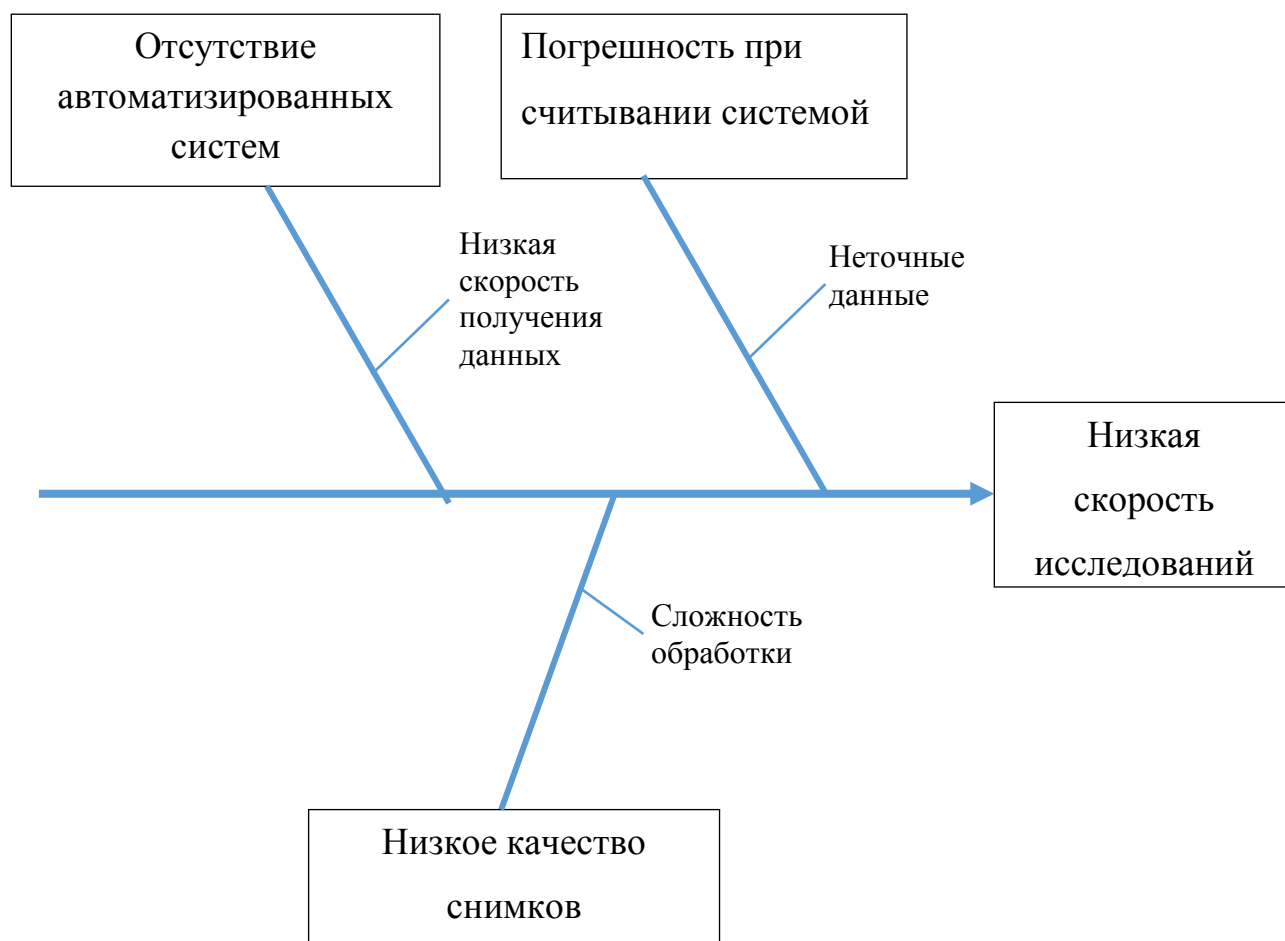 Отсутствие
автоматизированных
систем
Погрешность при
считывании системой
Низкая
скорость
получения
данных
Неточные
данные
Низкая
скорость
исследований
Сложность
обработки
Низкое качество
снимков